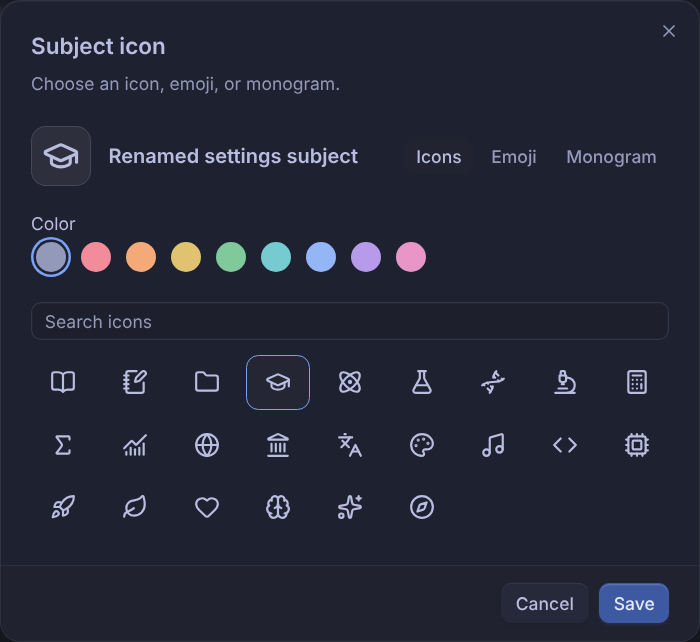 Subject icon
Choose an icon, emoji, or monogram.
Renamed settings subject
Icons Emoji Monogram
Color
Search icons
Cancel Save